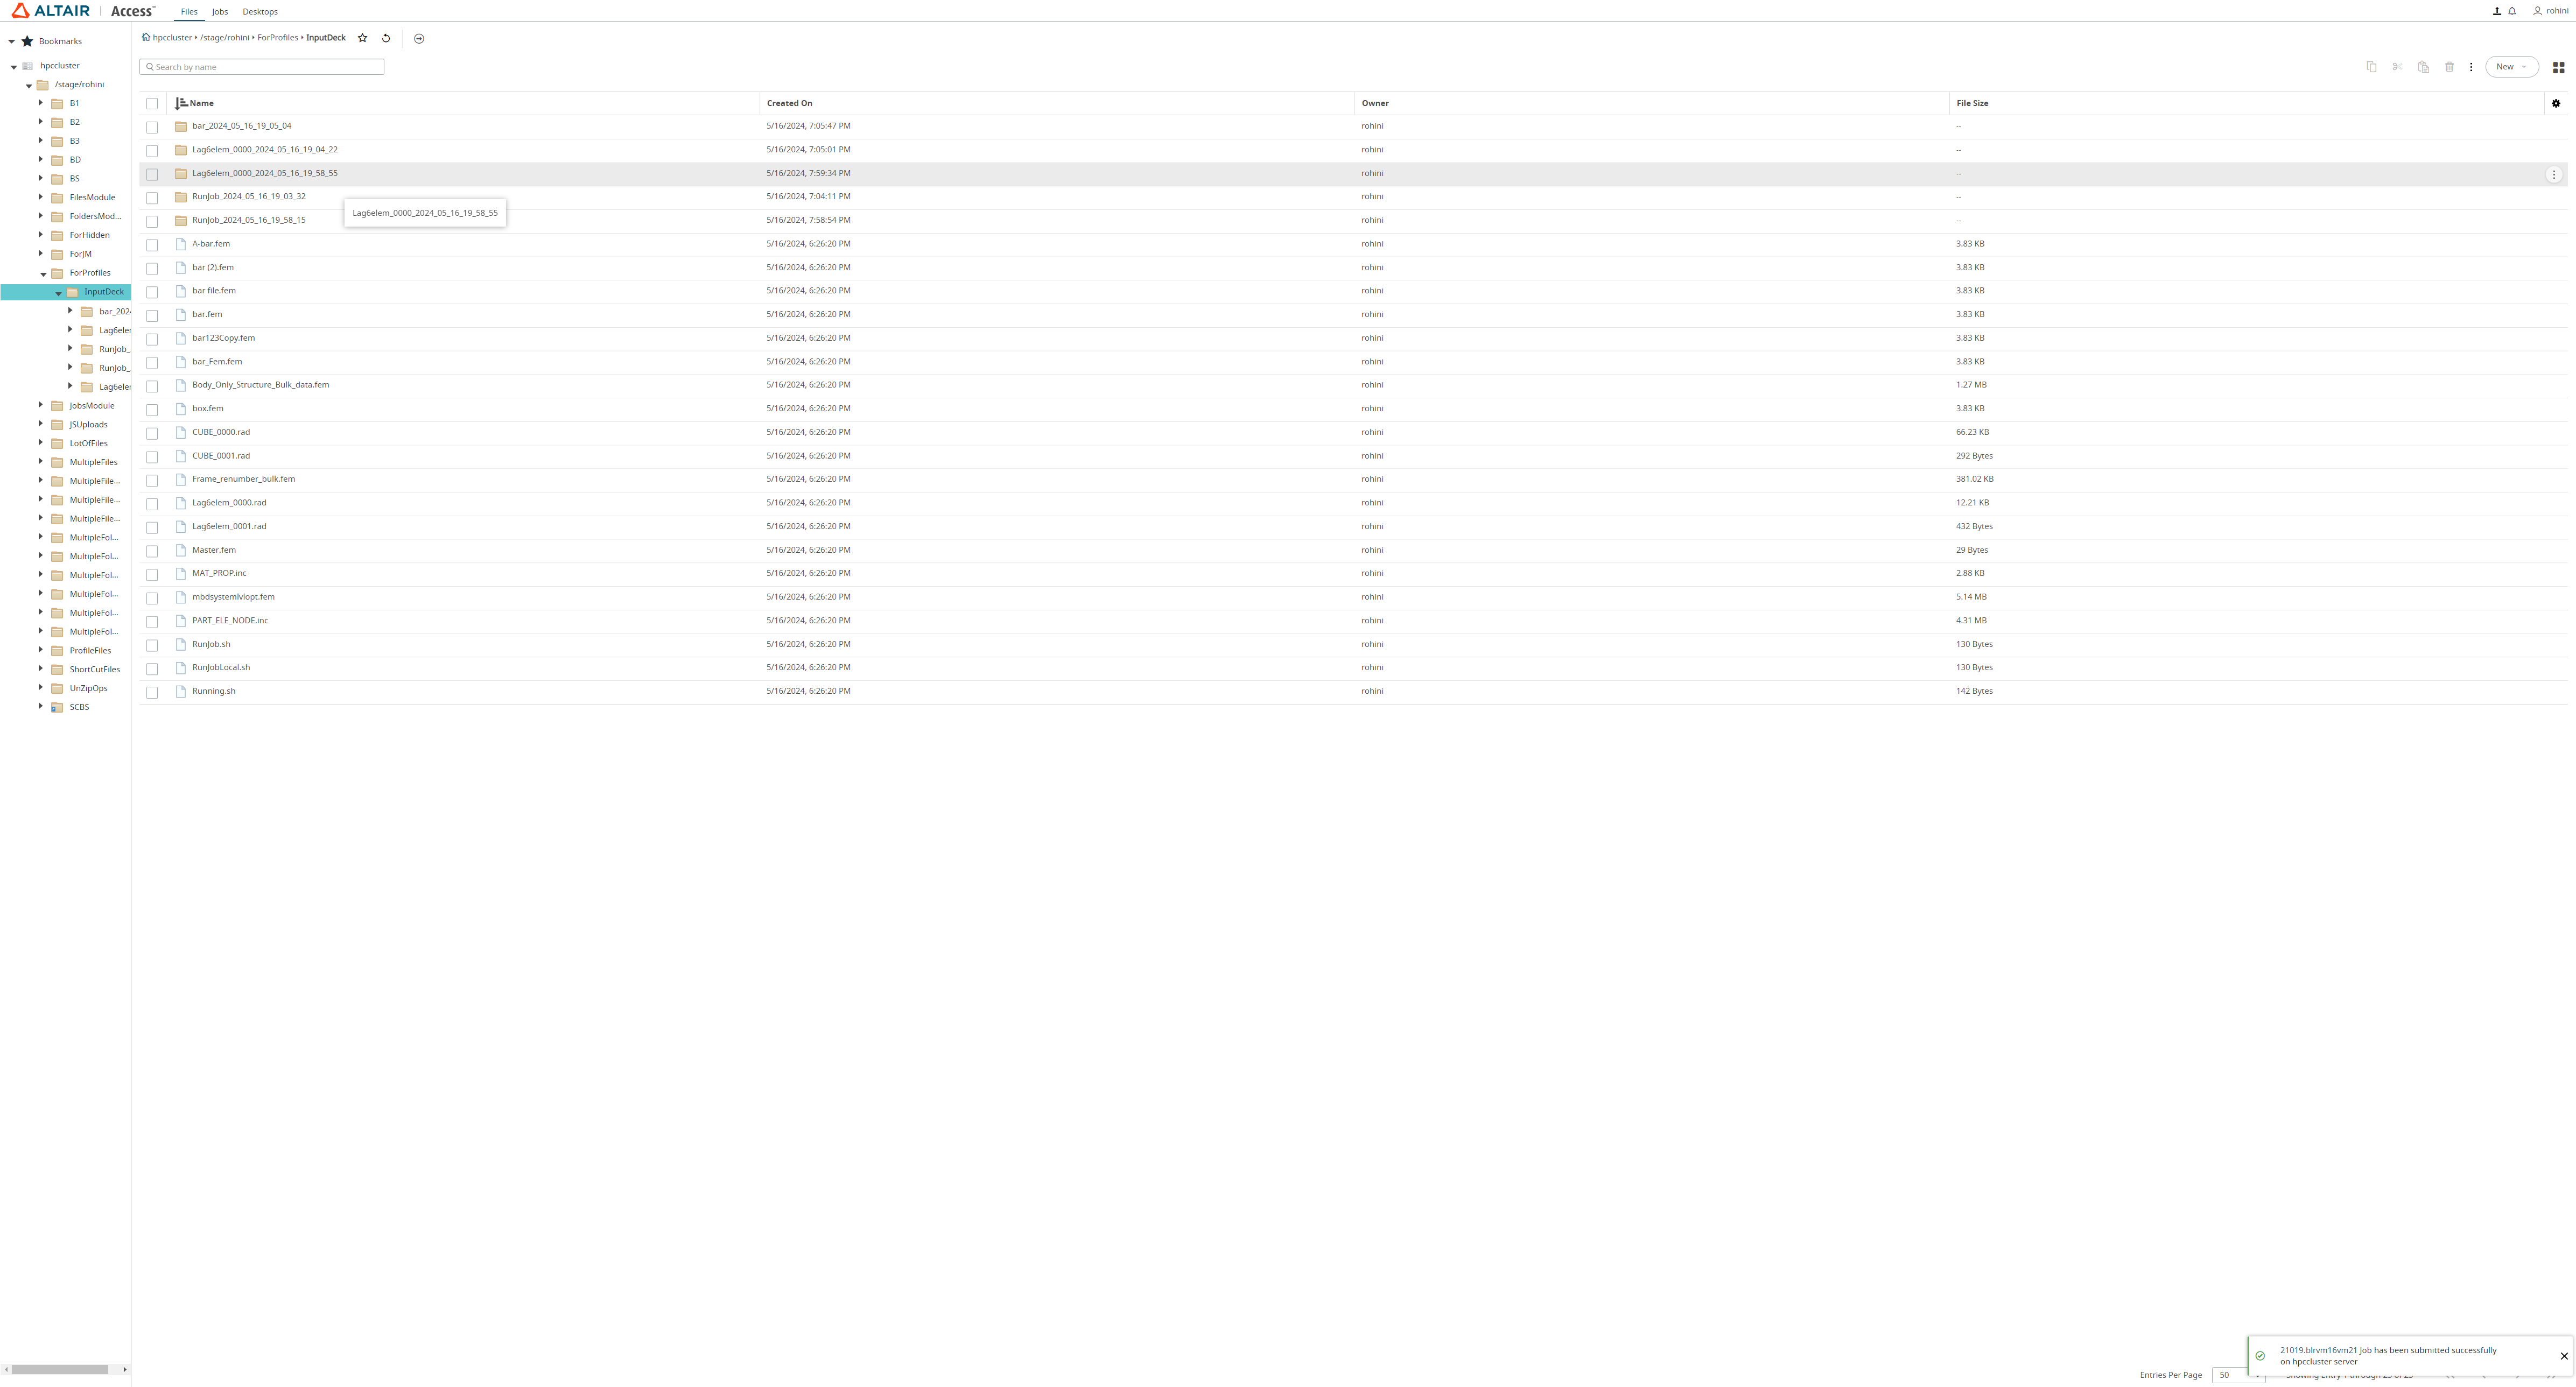 ALTAIR | Access™ Files Jobs Desktops rohini
Bookmarks
hpccluster
/stage/rohini
B1
B2
B3
BD
BS
FilesModule
FoldersMod...
ForHidden
ForJM
ForProfiles
InputDeck
bar_202
Lag6ele
RunJob_
RunJob_
Lag6ele
JobsModule
JSUploads
LotOfFiles
MultipleFiles
MultipleFile...
MultipleFile...
MultipleFile...
MultipleFol...
MultipleFol...
MultipleFol...
MultipleFol...
MultipleFol...
MultipleFol...
ProfileFiles
ShortCutFiles
UnZipOps
SCBS
hpccluster /stage/rohini ForProfiles InputDeck
Search by name New
Name Created On Owner File Size
bar_2024_05_16_19_05_04 5/16/2024, 7:05:47 PM rohini --
Lag6elem_0000_2024_05_16_19_04_22 5/16/2024, 7:05:01 PM rohini --
Lag6elem_0000_2024_05_16_19_58_55 5/16/2024, 7:59:34 PM rohini --
RunJob_2024_05_16_19_03_32 5/16/2024, 7:04:11 PM rohini --
Lag6elem_0000_2024_05_16_19_58_55
RunJob_2024_05_16_19_58_15 5/16/2024, 7:58:54 PM rohini --
A-bar.fem 5/16/2024, 6:26:20 PM rohini 3.83 KB
bar (2).fem 5/16/2024, 6:26:20 PM rohini 3.83 KB
bar file.fem 5/16/2024, 6:26:20 PM rohini 3.83 KB
bar.fem 5/16/2024, 6:26:20 PM rohini 3.83 KB
bar123Copy.fem 5/16/2024, 6:26:20 PM rohini 3.83 KB
bar_Fem.fem 5/16/2024, 6:26:20 PM rohini 3.83 KB
Body_Only_Structure_Bulk_data.fem 5/16/2024, 6:26:20 PM rohini 1.27 MB
box.fem 5/16/2024, 6:26:20 PM rohini 3.83 KB
CUBE_0000.rad 5/16/2024, 6:26:20 PM rohini 66.23 KB
CUBE_0001.rad 5/16/2024, 6:26:20 PM rohini 292 Bytes
Frame_renumber_bulk.fem 5/16/2024, 6:26:20 PM rohini 381.02 KB
Lag6elem_0000.rad 5/16/2024, 6:26:20 PM rohini 12.21 KB
Lag6elem_0001.rad 5/16/2024, 6:26:20 PM rohini 432 Bytes
Master.fem 5/16/2024, 6:26:20 PM rohini 29 Bytes
MAT_PROP.inc 5/16/2024, 6:26:20 PM rohini 2.88 KB
mbdsystemlvlopt.fem 5/16/2024, 6:26:20 PM rohini 5.14 MB
PART_ELE_NODE.inc 5/16/2024, 6:26:20 PM rohini 4.31 MB
RunJob.sh 5/16/2024, 6:26:20 PM rohini 130 Bytes
RunJobLocal.sh 5/16/2024, 6:26:20 PM rohini 130 Bytes
Running.sh 5/16/2024, 6:26:20 PM rohini 142 Bytes
21019.blrvm16vm21 Job has been submitted successfully
on hpccluster server
Entries Per Page 50